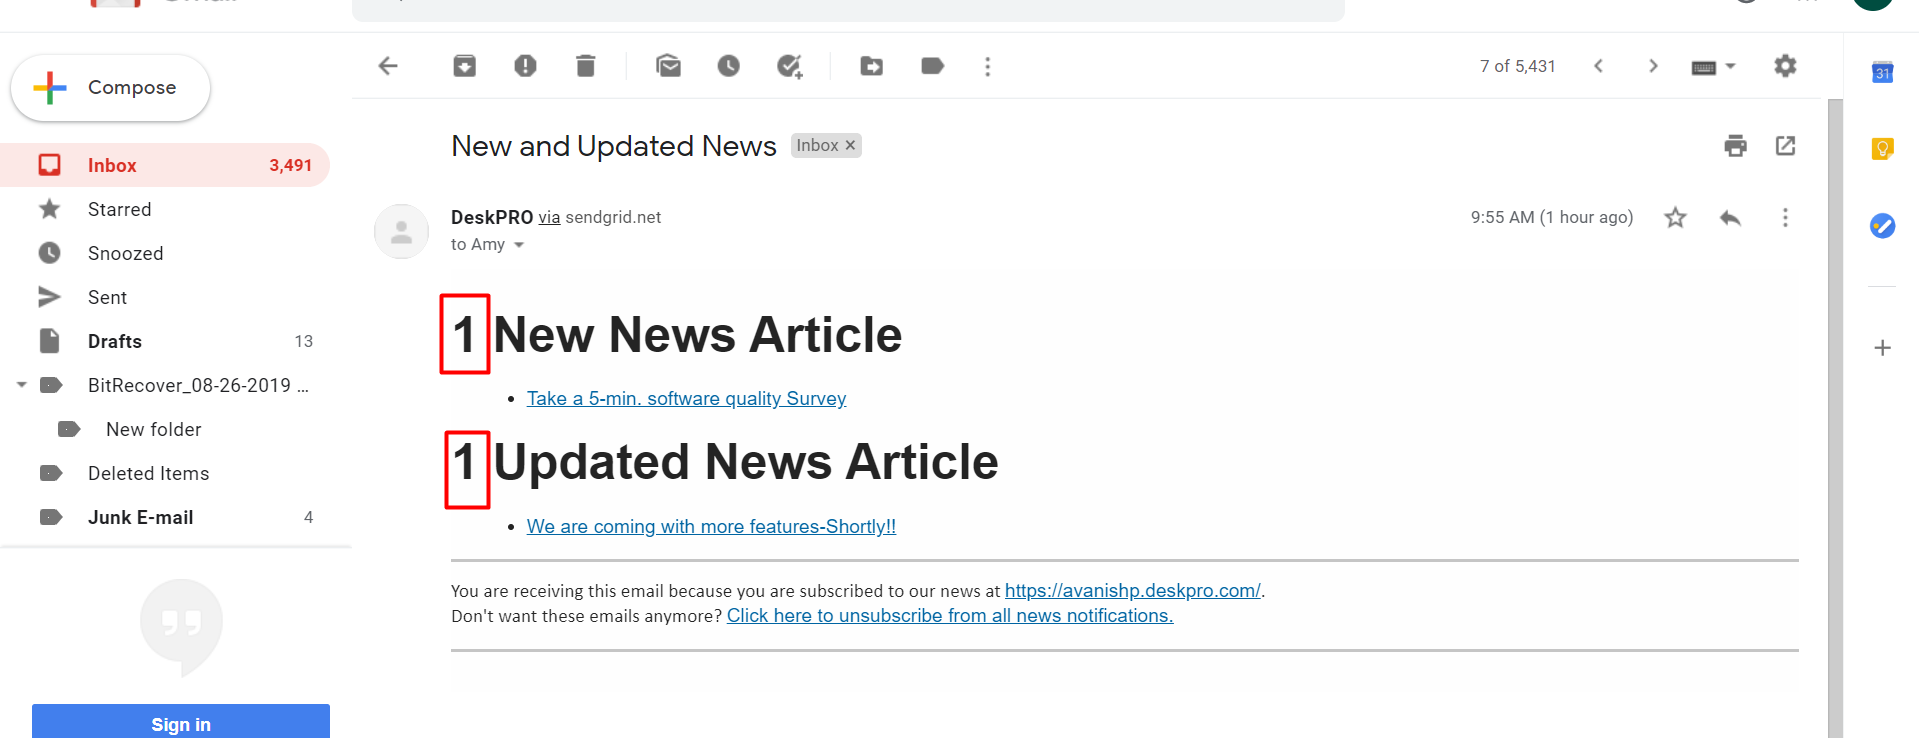 Compose
7 of 5,431
31
Inbox 3,491
Starred
Snoozed
Sent
Drafts 13
BitRecover_08-26-2019 ...
New folder
Deleted Items
Junk E-mail 4
Sign in
New and Updated News Inbox ×
DeskPRO via sendgrid.net 9:55 AM (1 hour ago)
to Amy
1 New News Article
• Take a 5-min. software quality Survey
1 Updated News Article
• We are coming with more features-Shortly!!
You are receiving this email because you are subscribed to our news at https://avanishp.deskpro.com/.
Don't want these emails anymore? Click here to unsubscribe from all news notifications.